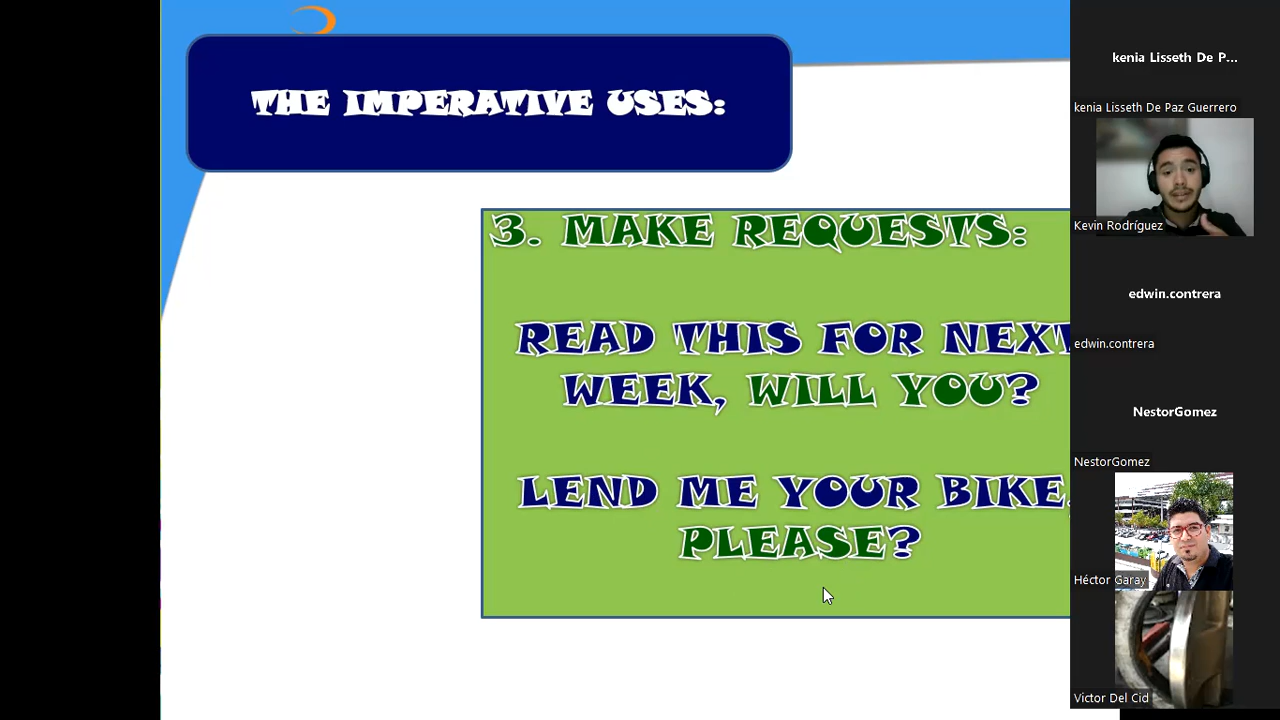 THE IMPERATIVE USES:
3. MAKE REQUESTS:
READ THIS FOR NEXT
WEEK, WILL YOU?
LEND ME YOUR BIKE,
PLEASE?
kenia Lisseth De P...
kenia Lisseth De Paz Guerrero
Kevin Rodríguez
edwin.contrera
edwin.contrera
NestorGomez
NestorGomez
Héctor Garay
Victor Del Cid